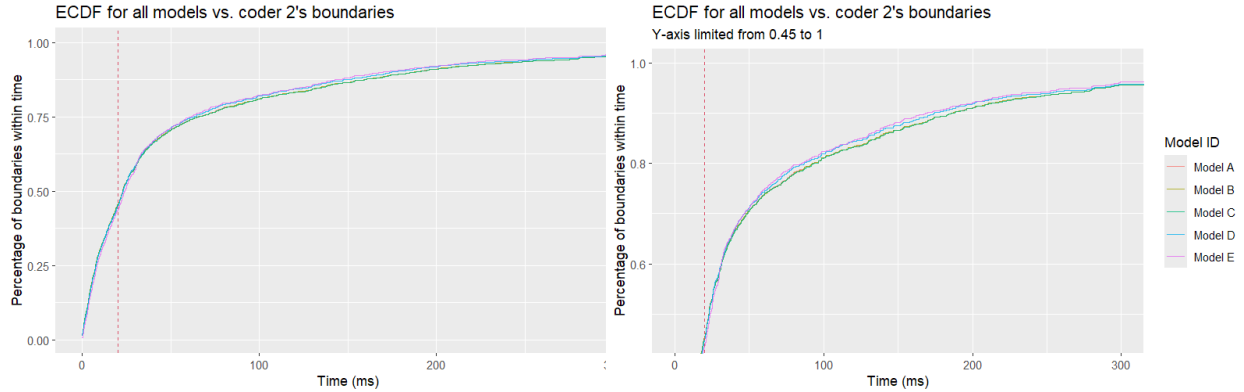 ECDF for all models vs. coder 2's boundaries
Percentage of boundaries within time
1.00
0.75
0.50
0.25
0.00
0
100
200
Time (ms)
ECDF for all models vs. coder 2's boundaries
Y-axis limited from 0.45 to 1
Percentage of boundaries within time
1.0
0.8
0.6
0
100
200
300
Time (ms)
Model ID
Model A
Model B
Model C
Model D
Model E